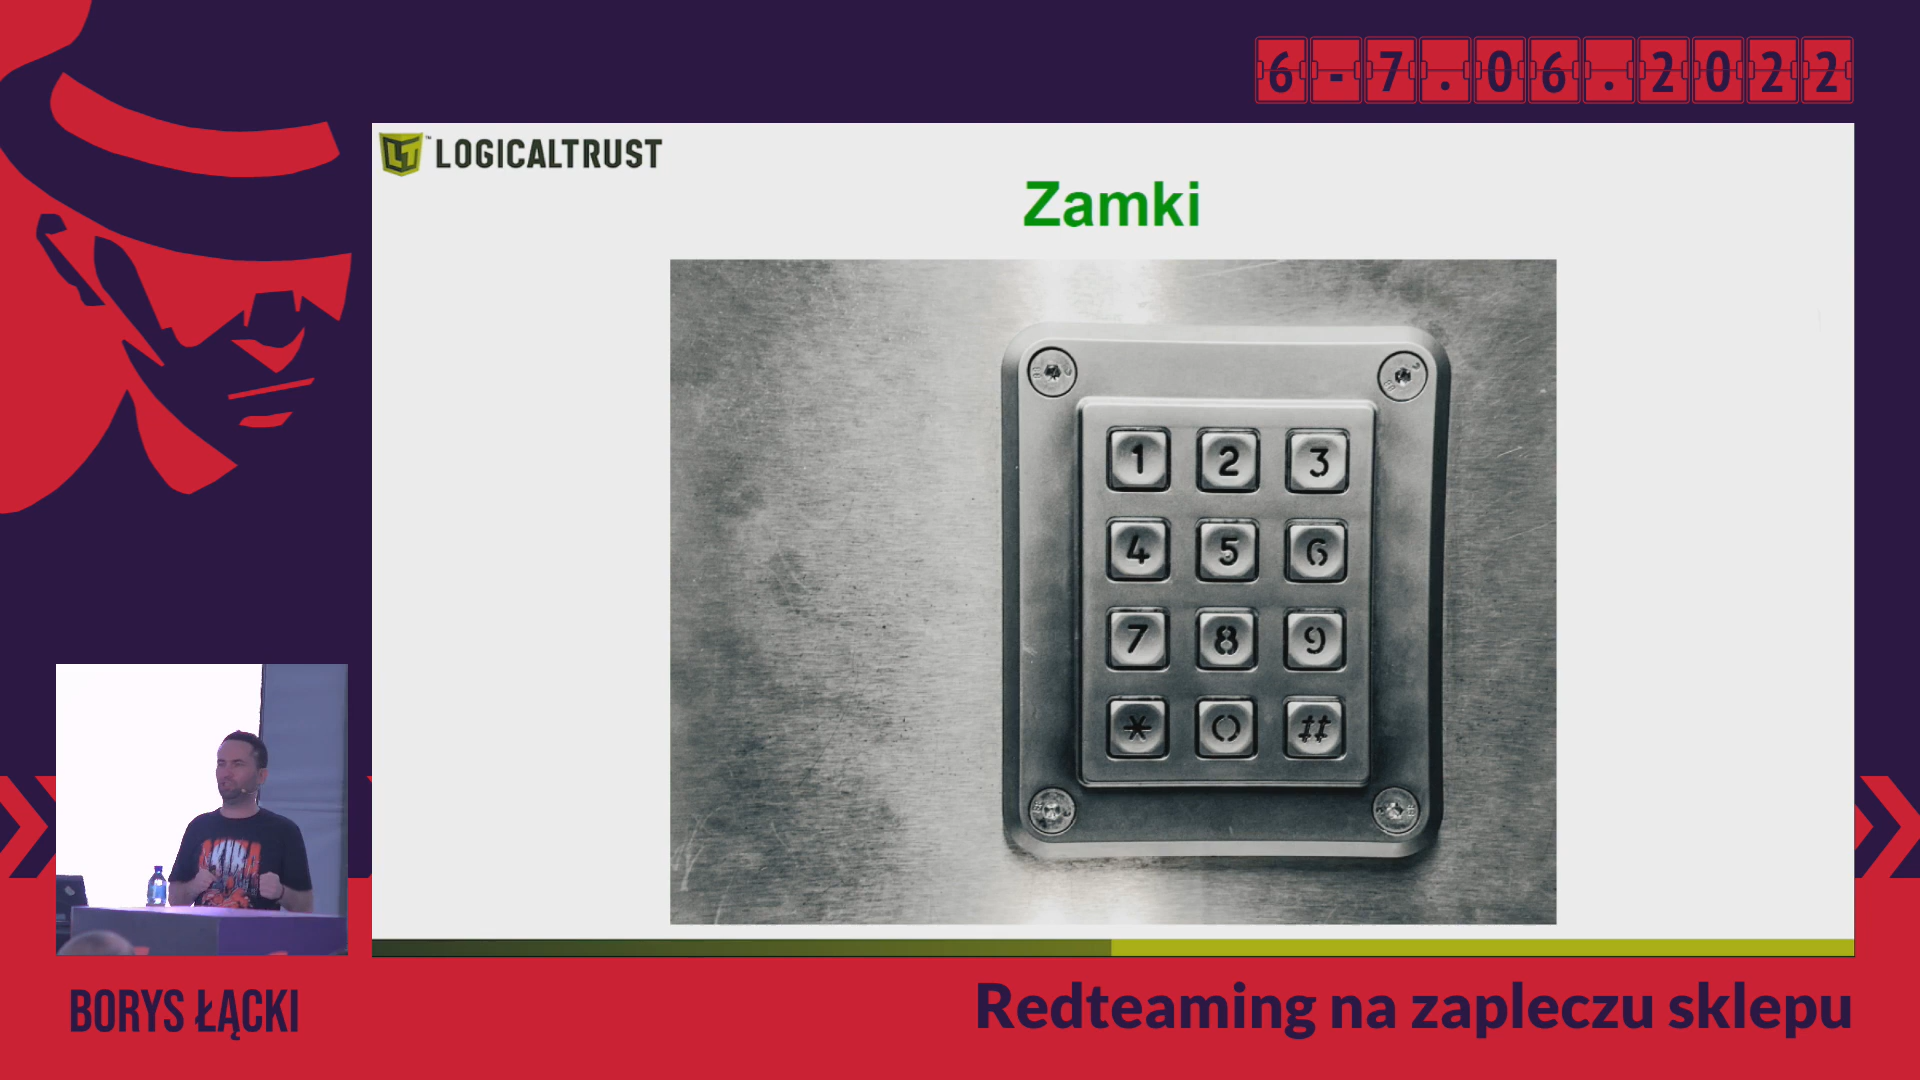 6-7.06.2022
LOGICALTRUST
Zamki
1 2 3
4 5 6
7 8 9
* 0 #
AKIRA
BORYS ŁĄCKI
Redteaming na zapleczu sklepu